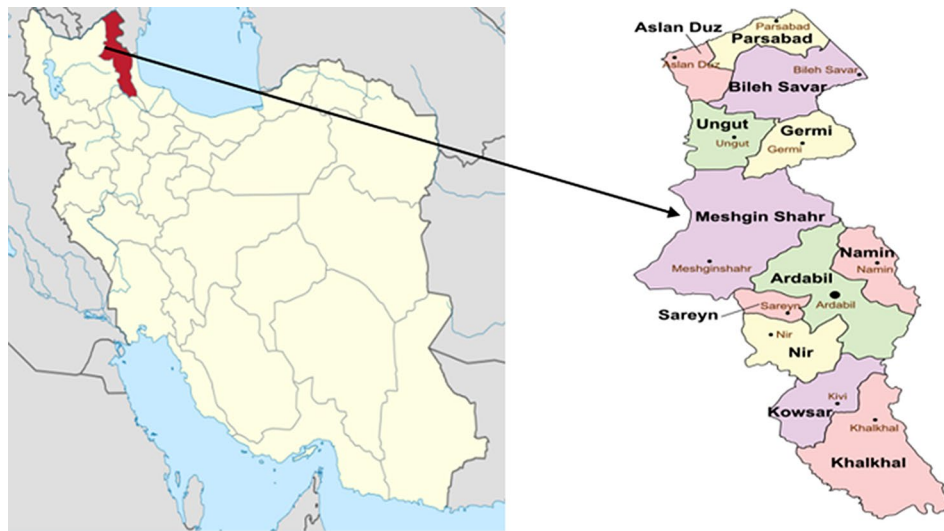 Aslan Duz
Parsabad
Parsabad
Aslan Duz
Bileh Savar
Bileh Savar
Ungut
Ungut
Germi
Germi
Meshgin Shahr
Meshginshahr
Namin
Namin
Ardabil
Ardabil
Sareyn
Sareyn
Nir
Nir
Kivi
Kowsar
Khalkhal
Khalkhal